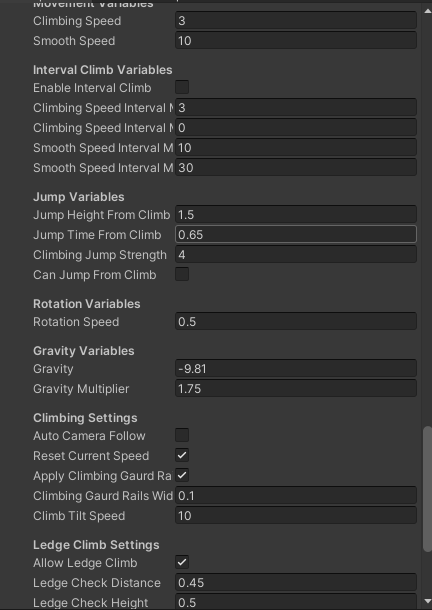 Movement Variables
Climbing Speed 3
Smooth Speed 10
Interval Climb Variables
Enable Interval Climb
Climbing Speed Interval M 3
Climbing Speed Interval M 0
Smooth Speed Interval M 10
Smooth Speed Interval M 30
Jump Variables
Jump Height From Climb 1.5
Jump Time From Climb 0.65
Climbing Jump Strength 4
Can Jump From Climb
Rotation Variables
Rotation Speed 0.5
Gravity Variables
Gravity -9.81
Gravity Multiplier 1.75
Climbing Settings
Auto Camera Follow
Reset Current Speed
Apply Climbing Gaurd Ra
Climbing Gaurd Rails Wid 0.1
Climb Tilt Speed 10
Ledge Climb Settings
Allow Ledge Climb
Ledge Check Distance 0.45
Ledge Check Height 0.5